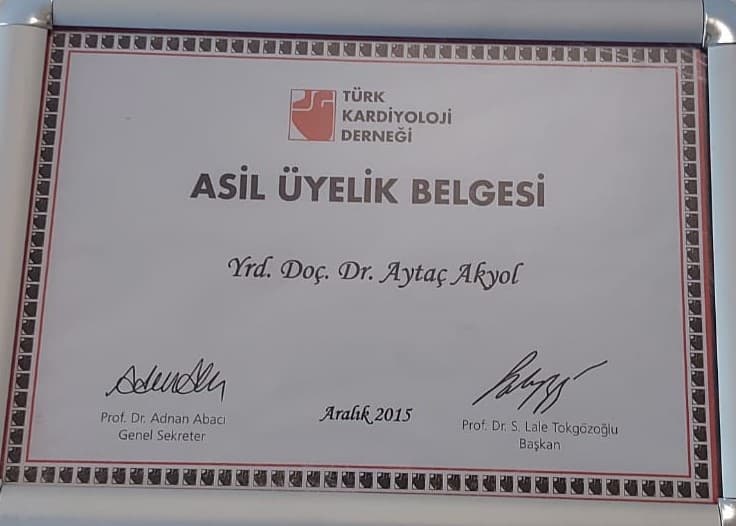 TÜRK
KARDİYOLOJİ
DERNEĞİ
ASİL ÜYELİK BELGESİ
Yrd. Doç. Dr. Aytaç Akyol
Prof. Dr. Adnan Abacı
Genel Sekreter
Aralık 2015
Prof. Dr. S. Lale Tokgözoğlu
Başkan